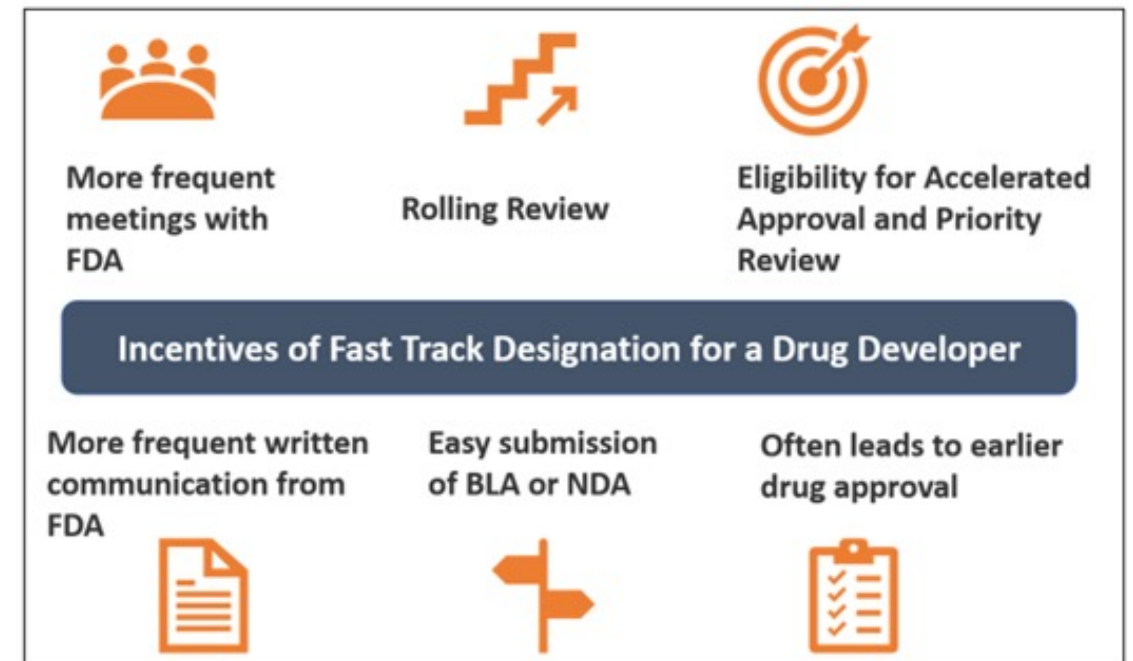 More frequent
meetings with
FDA
Rolling Review
Eligibility for Accelerated
Approval and Priority
Review
Incentives of Fast Track Designation for a Drug Developer
More frequent written
communication from
FDA
Easy submission
of BLA or NDA
Often leads to earlier
drug approval